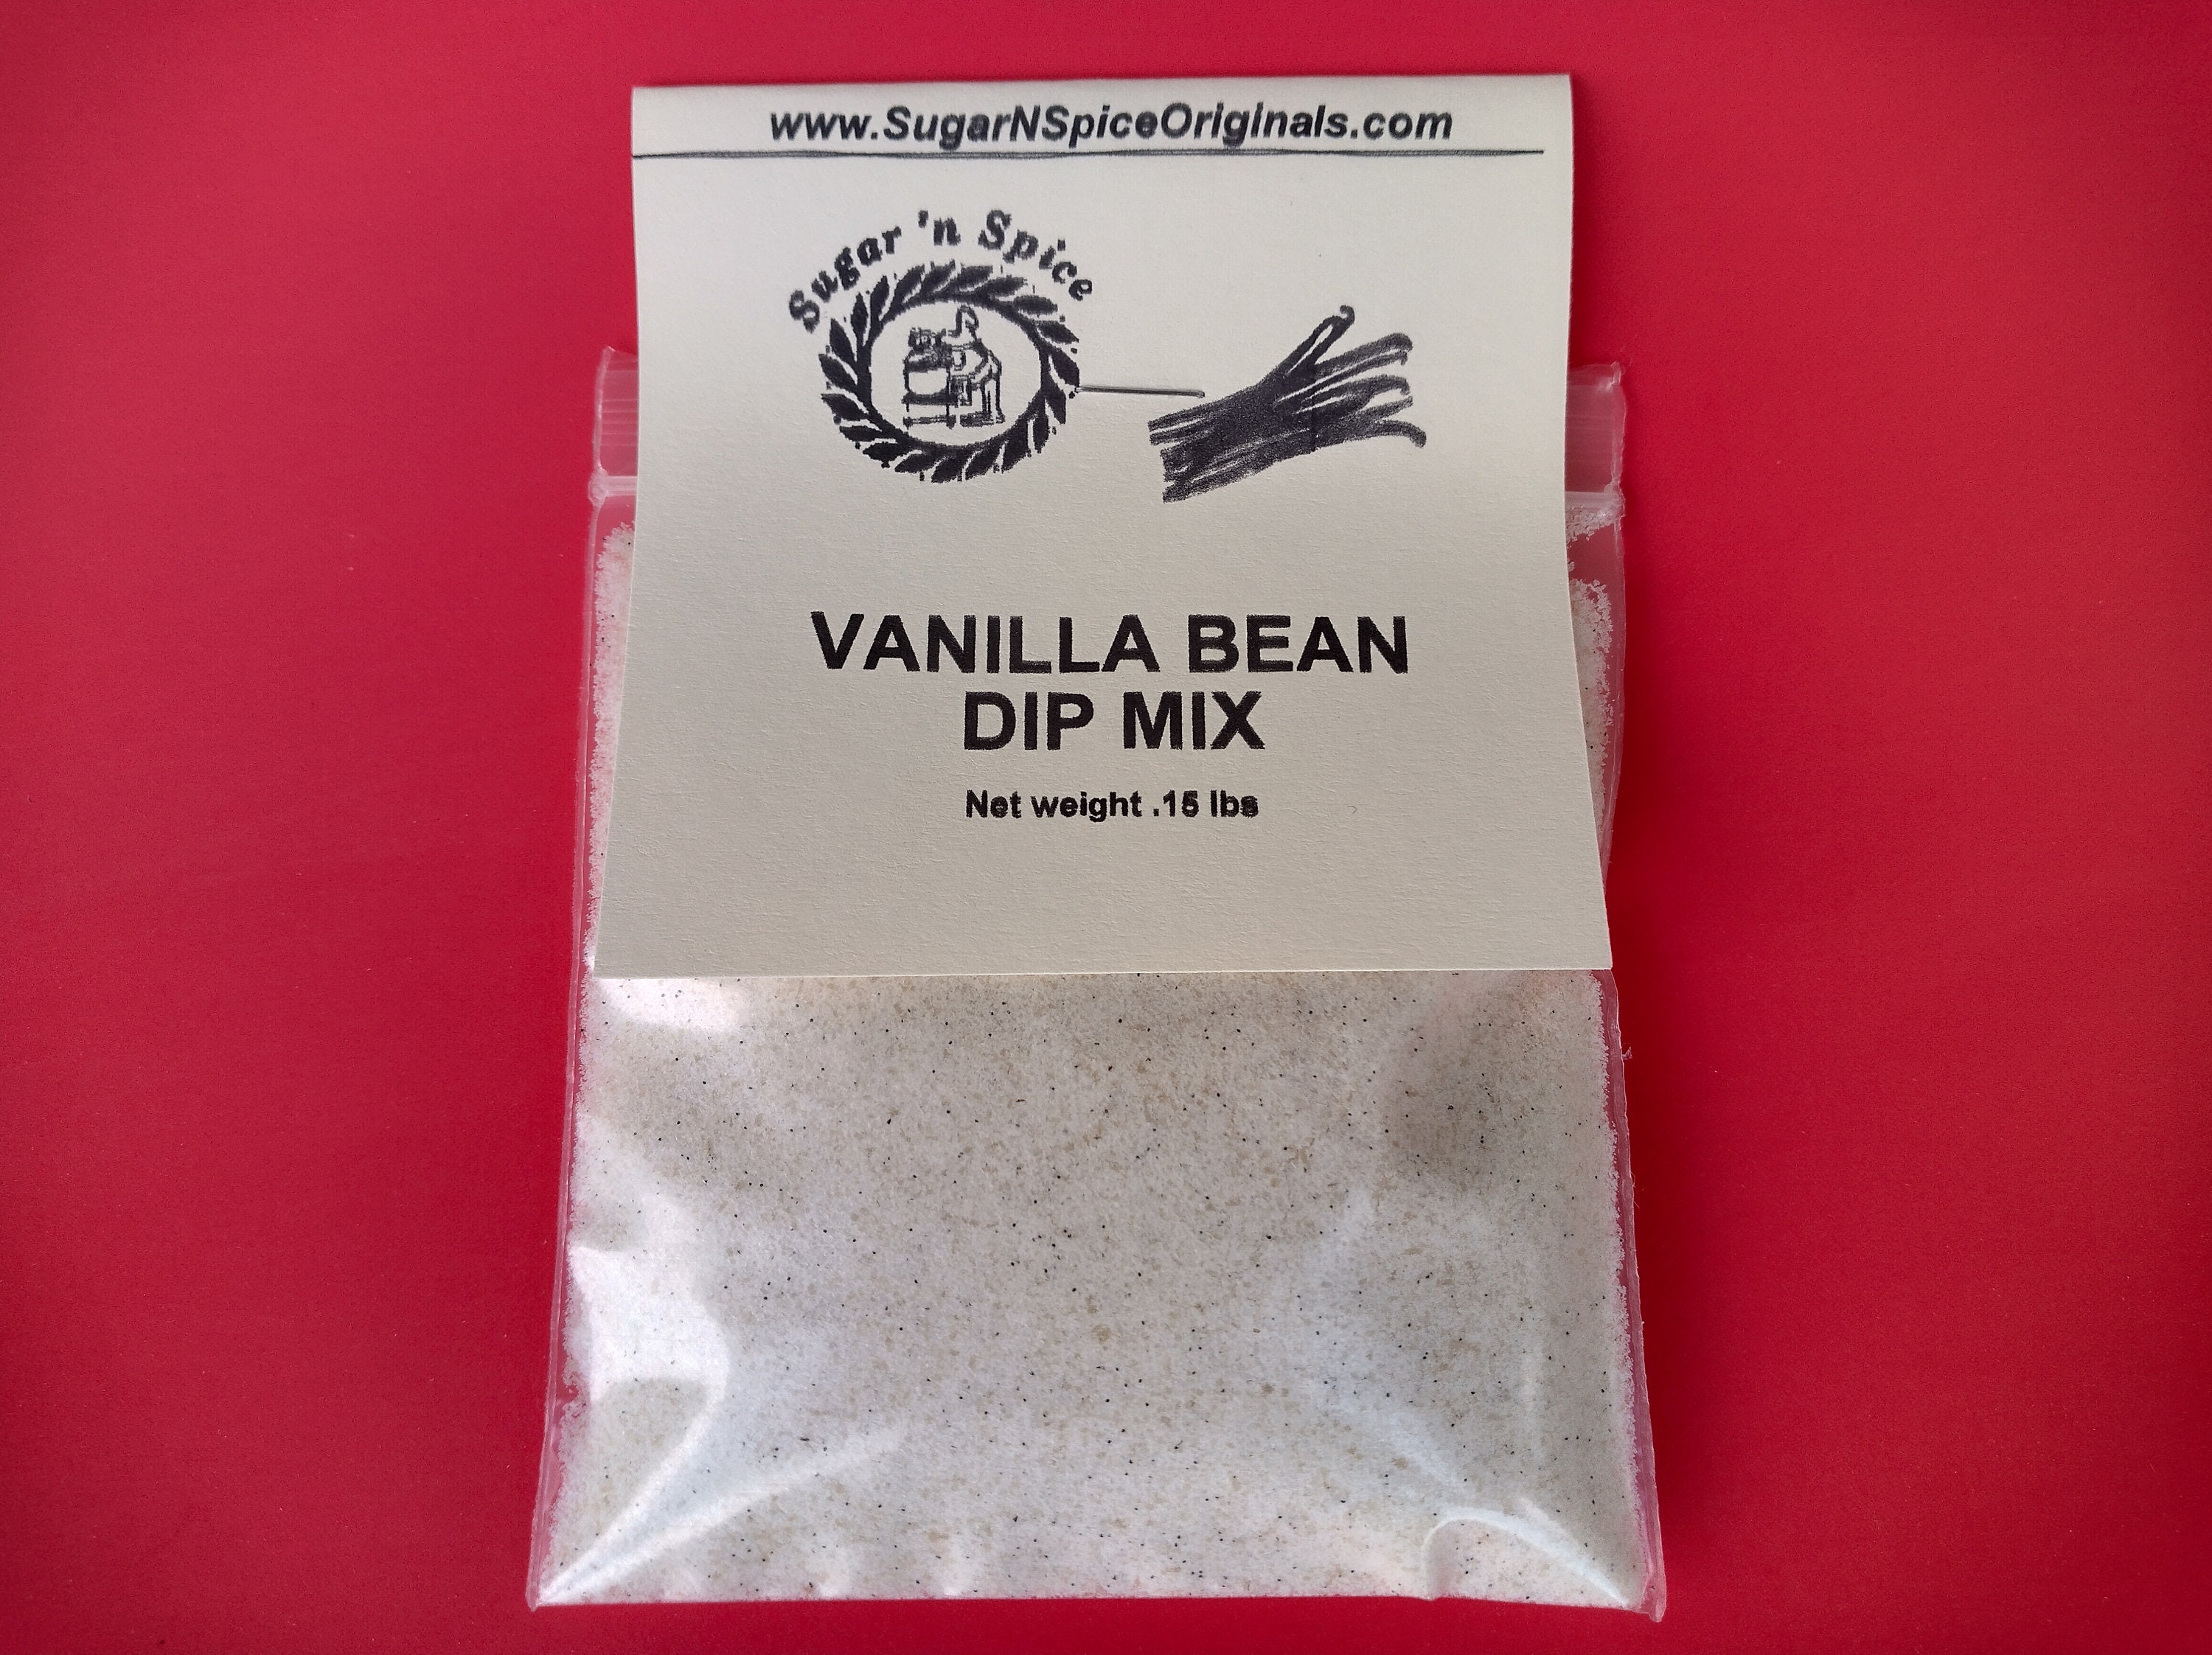 www.SugarNSpiceOriginals.com
Sugar 'n Spice
VANILLA BEAN
DIP MIX
Net weight .15 lbs